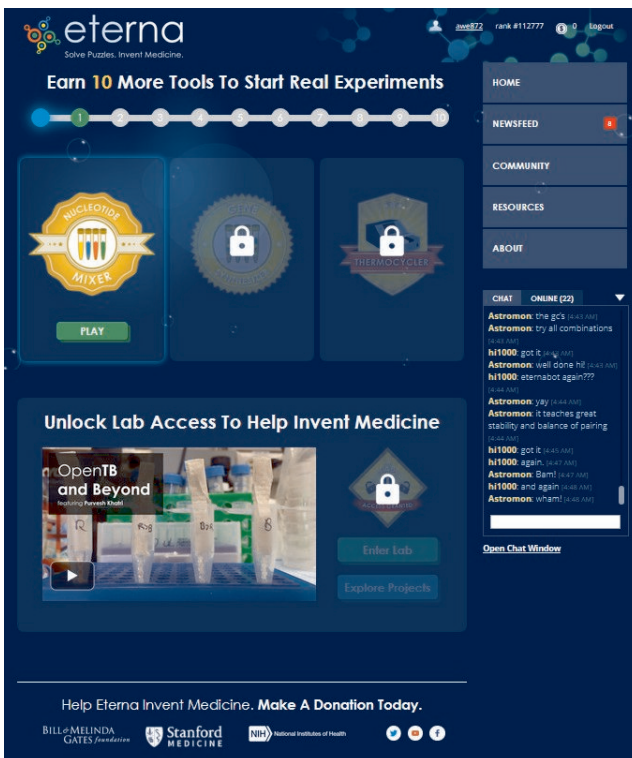 eterna
Solve Puzzles. Invent Medicine.
awe872 rank #112777 $ 0 Logout
Earn 10 More Tools To Start Real Experiments
1 2 3 4 5 6 7 8 9 10
NUCLEOTIDE
MIXER
PLAY
THERMOCYCLER
HOME
NEWSFEED 8
COMMUNITY
RESOURCES
ABOUT
CHAT ONLINE (22)
Astromon: the gc's [4:43 AM]
Astromon: try all combinations
[4:43 AM]
hi1000: got it [4:43 AM]
Astromon: well done hi! [4:43 AM]
hi1000: eternabot again???
[4:44 AM]
Astromon: yay [4:44 AM]
Astromon: it teaches great
stability and balance of pairing
[4:44 AM]
hi1000: got it [4:45 AM]
hi1000: again. [4:47 AM]
Astromon: Bam! [4:47 AM]
hi1000: and again [4:48 AM]
Astromon: wham! [4:48 AM]
Open Chat Window
Unlock Lab Access To Help Invent Medicine
OpenTB
and Beyond
featuring Purvesh Khatri
R
B
Enter Lab
Explore Projects
Help Eterna Invent Medicine. Make A Donation Today.
BILL & MELINDA
GATES foundation
Stanford
MEDICINE
NIH National Institutes of Health